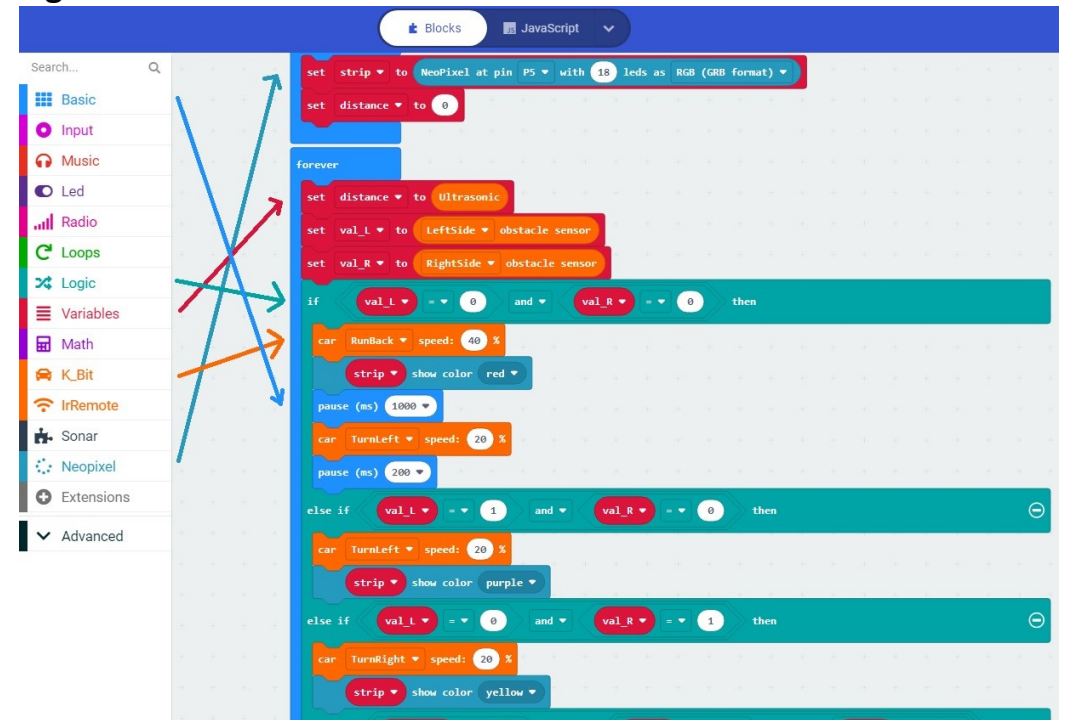 Blocks JavaScript
Search...
Basic
Input
Music
Led
Radio
Loops
Logic
Variables
Math
K_Bit
IrRemote
Sonar
Neopixel
Extensions
Advanced
set strip to NeoPixel at pin P5 with 18 leds as RGB (GRB format)
set distance to 0
forever
set distance to Ultrasonic
set val_L to LeftSide obstacle sensor
set val_R to RightSide obstacle sensor
if val_L = 0 and val_R = 0 then
car RunBack speed: 40 %
strip show color red
pause (ms) 1000
car TurnLeft speed: 20 %
pause (ms) 200
else if val_L = 1 and val_R = 0 then
car TurnLeft speed: 20 %
strip show color purple
else if val_L = 0 and val_R = 1 then
car TurnRight speed: 20 %
strip show color yellow